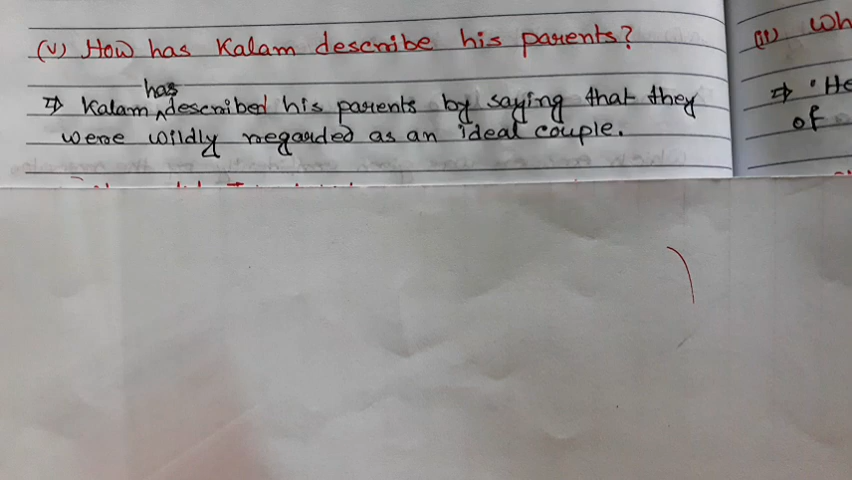 (v) How has Kalam describe his parents?
(ii) Wh
has
⇒ Kalam ^ described his parents by saying that they
⇒ "He
were wildly regarded as an ideal couple.
of